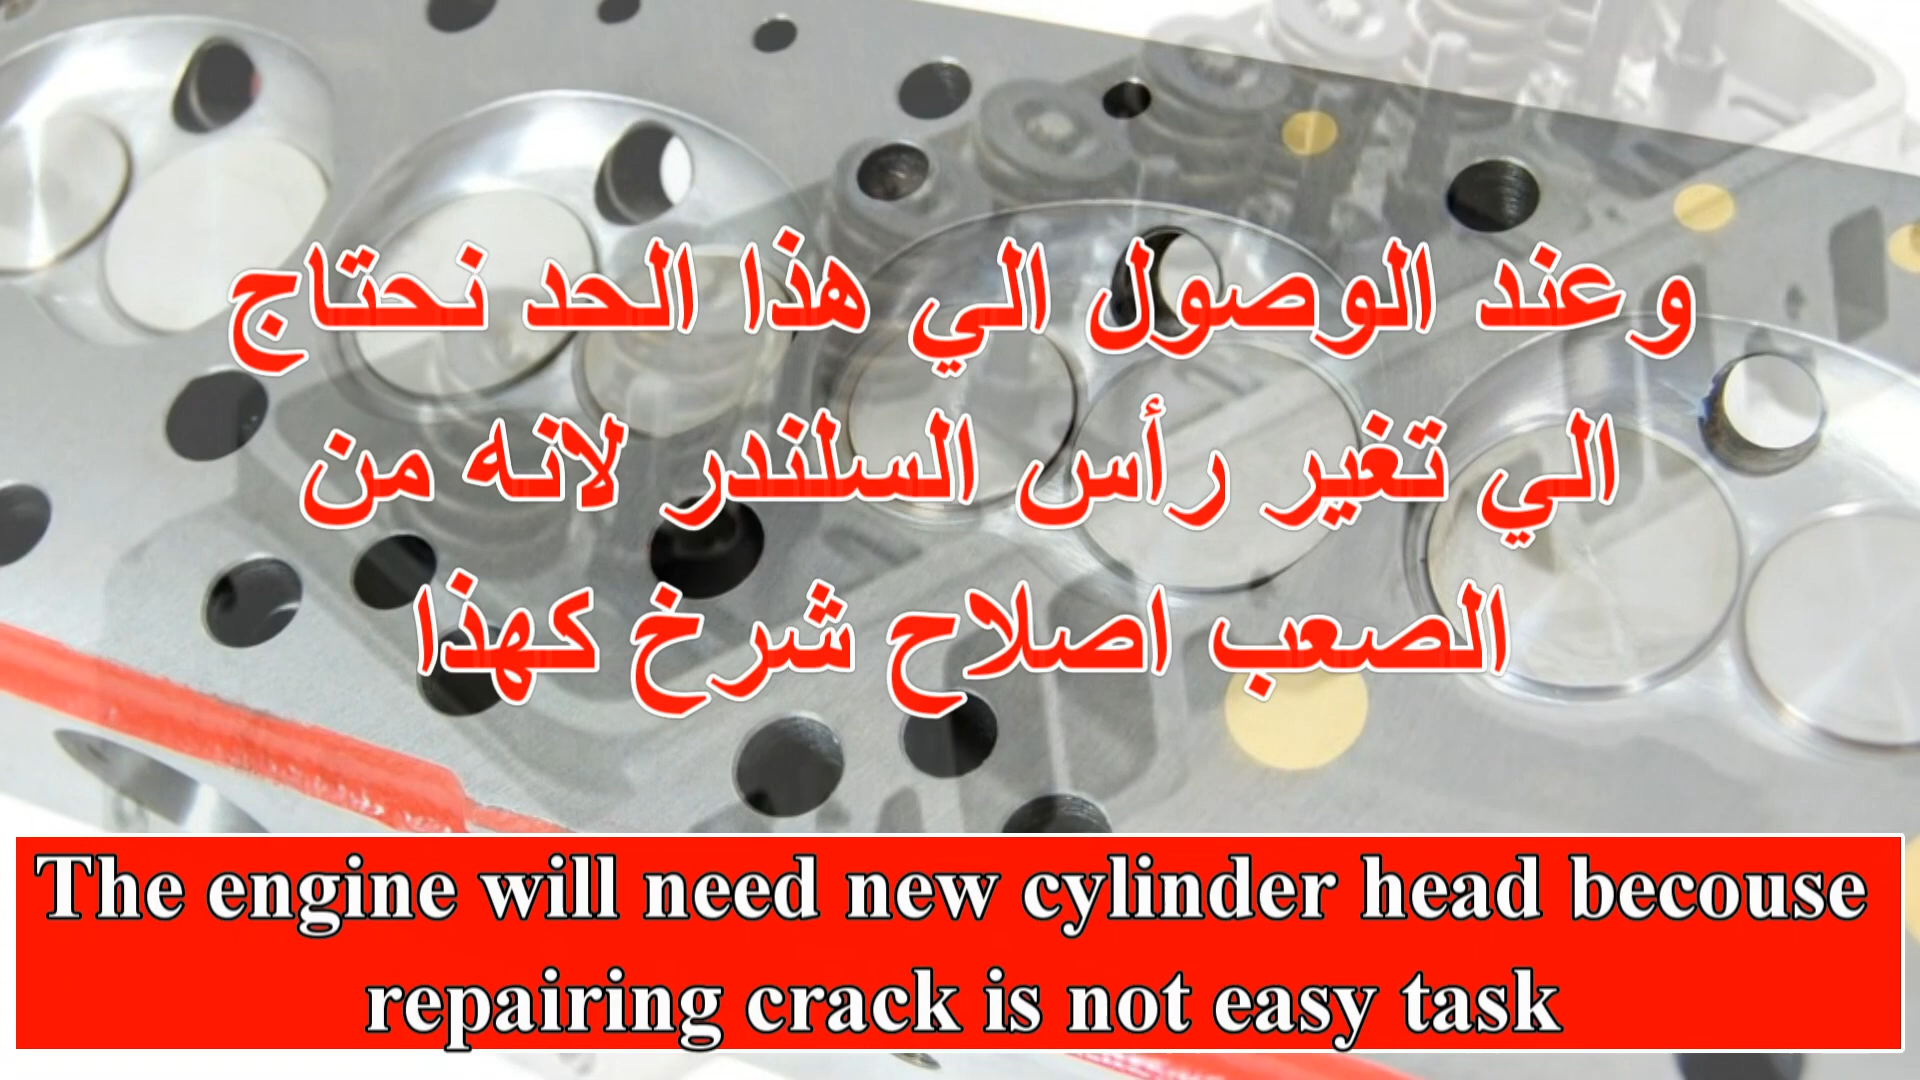 وعند الوصول الي هذا الحد نحتاج
الي تغير رأس السلندر لانه من
الصعب اصلاح شرخ كهذا
The engine will need new cylinder head becouse
repairing crack is not easy task